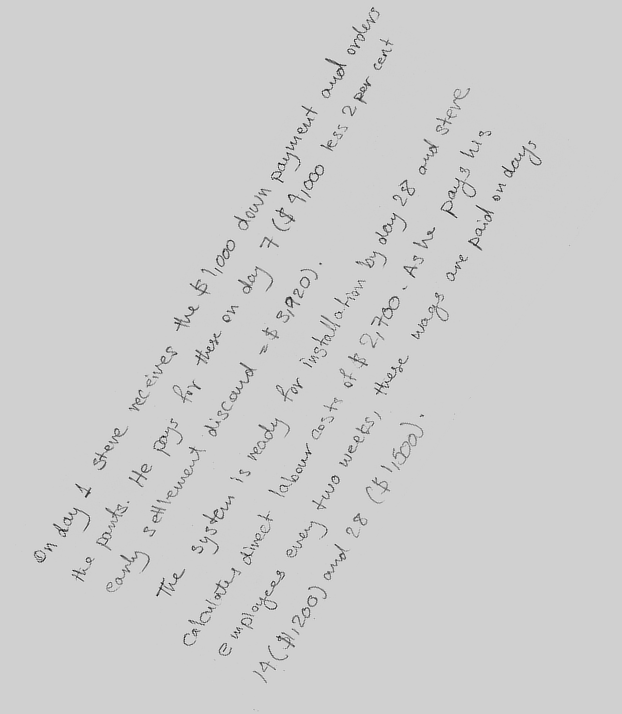 On day 1 Steve receives the $1,000 down payment and orders
the parts. He pays for these on day 7 ($4,000 less 2 per cent
early settlement discound = $3,920).
The system is ready for installation by day 28 and steve
calculates direct labour costs of $2,700. As he pays his
employees every two weeks, these wags are paid on days
14 ($1,200) and 28 ($1,500).